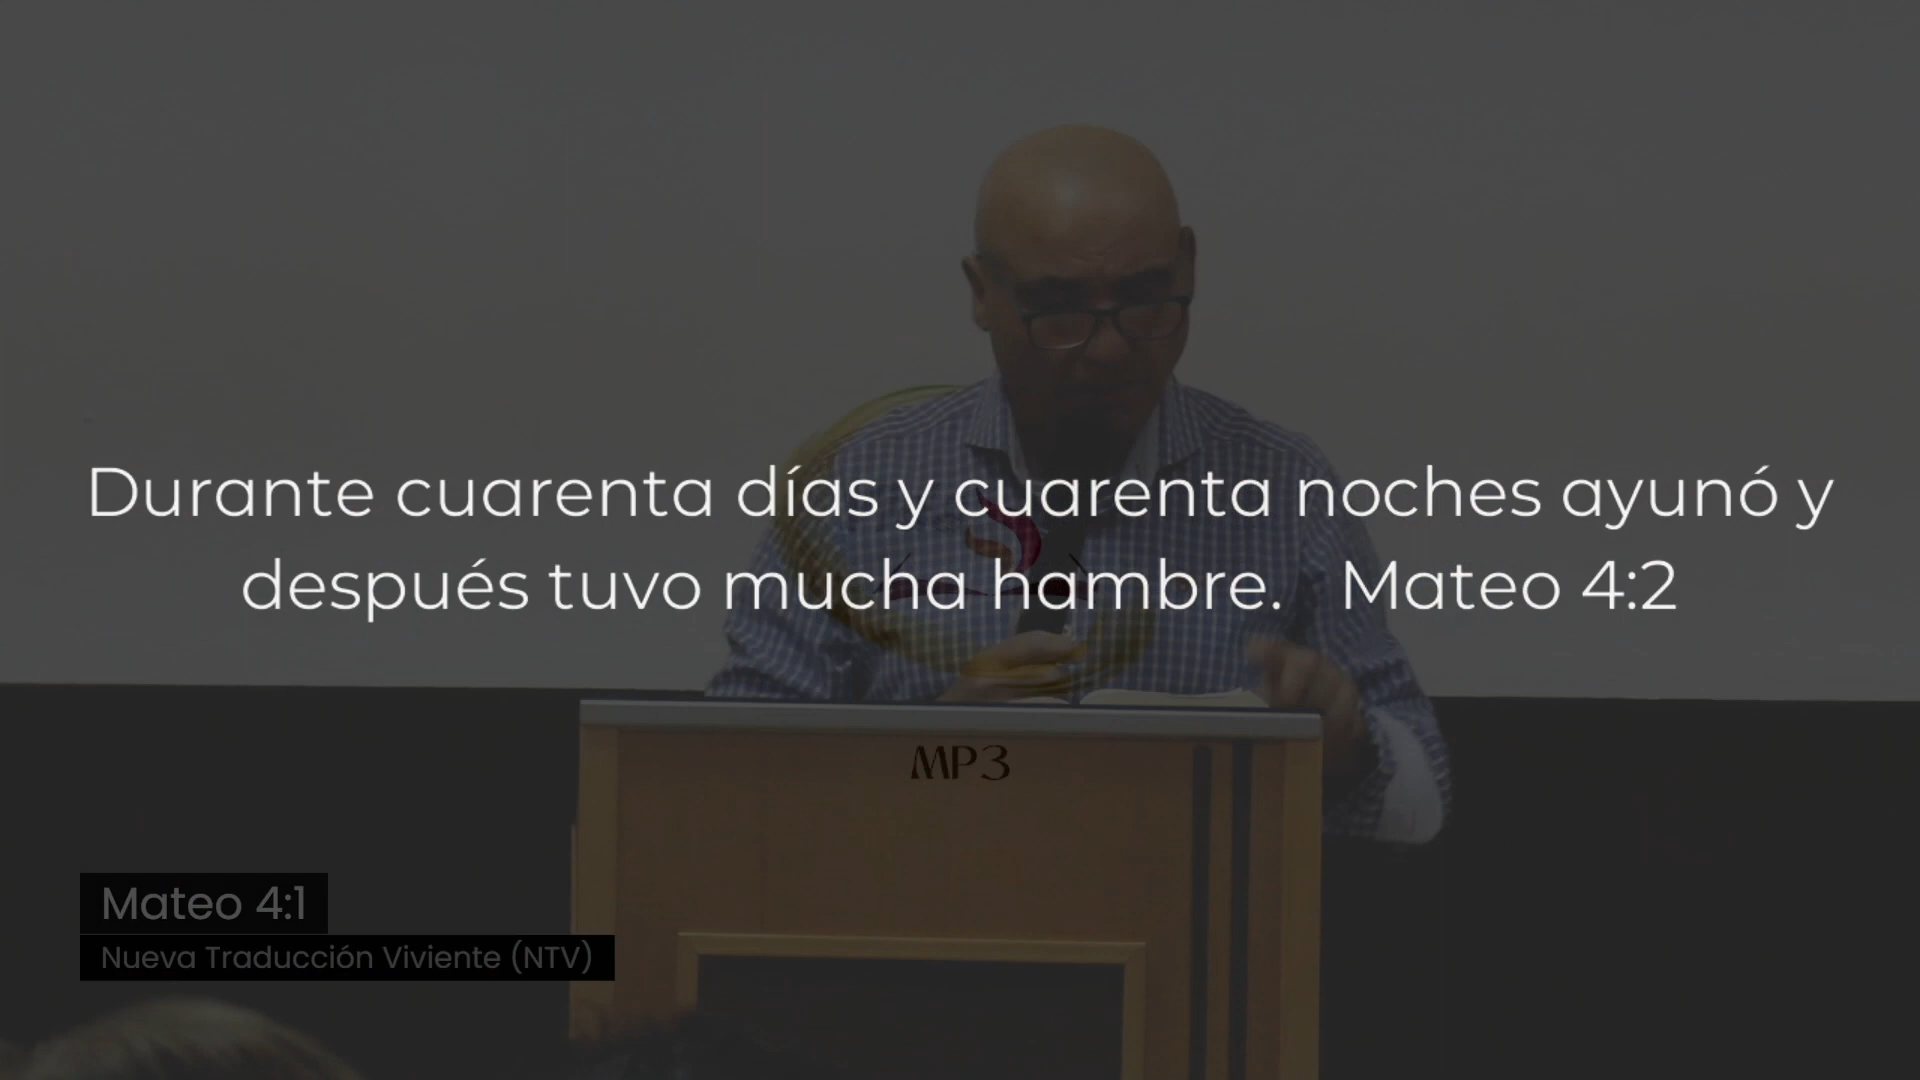 Durante cuarenta días y cuarenta noches ayunó y
después tuvo mucha hambre. Mateo 4:2
MP3
Mateo 4:1
Nueva Traducción Viviente (NTV)